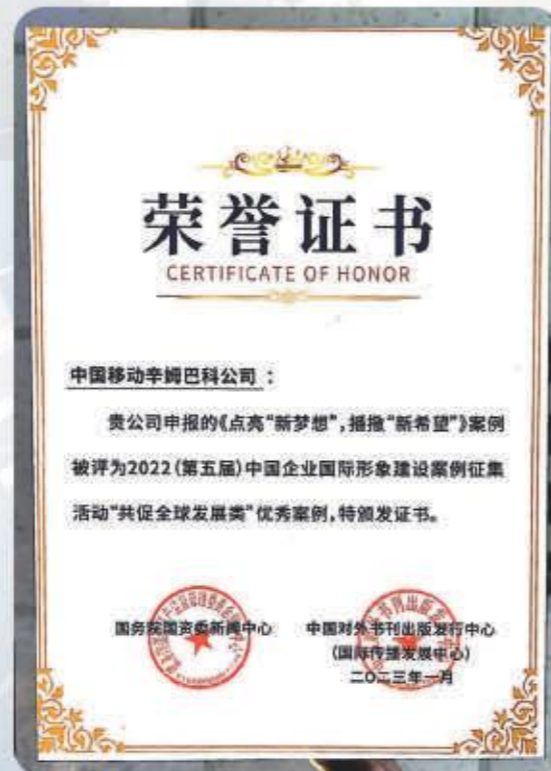 荣誉证书
CERTIFICATE OF HONOR
中国移动辛姆巴科公司：
贵公司申报的《点亮“新梦想”，播撒“新希望”》案例
被评为2022（第五届）中国企业国际形象建设案例征集
活动“共促全球发展类”优秀案例，特颁发证书。
国务院国资委新闻中心
中国对外书刊出版发行中心
（国际传播发展中心）
二〇二三年一月